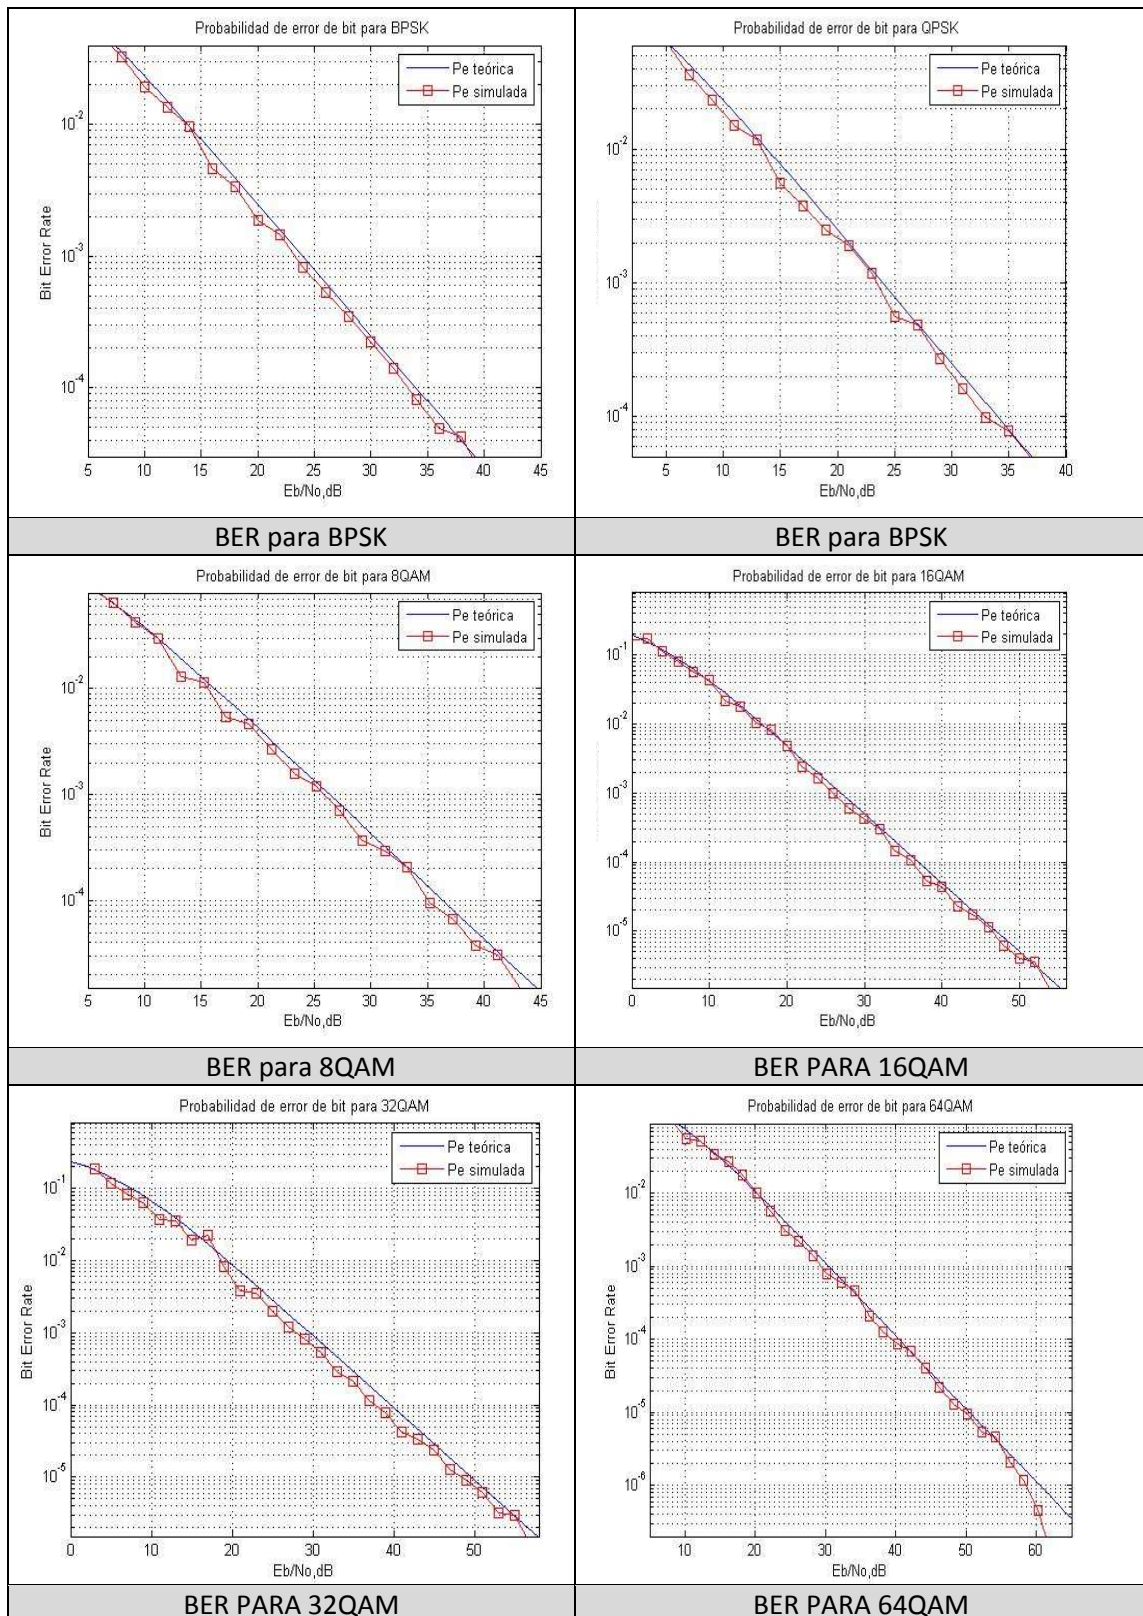 Probabilidad de error de bit para BPSK
Pe teórica
Pe simulada
10-2
10-3
10-4
Bit Error Rate
5 10 15 20 25 30 35 40 45
Eb/No,dB
BER para BPSK
Probabilidad de error de bit para QPSK
Pe teórica
Pe simulada
10-2
10-3
10-4
5 10 15 20 25 30 35 40
Eb/No,dB
BER para BPSK
Probabilidad de error de bit para 8QAM
Pe teórica
Pe simulada
10-2
10-3
10-4
Bit Error Rate
5 10 15 20 25 30 35 40 45
Eb/No,dB
BER para 8QAM
Probabilidad de error de bit para 16QAM
Pe teórica
Pe simulada
10-1
10-2
10-3
10-4
10-5
0 10 20 30 40 50
Eb/No,dB
BER PARA 16QAM
Probabilidad de error de bit para 32QAM
Pe teórica
Pe simulada
10-1
10-2
10-3
10-4
10-5
Bit Error Rate
0 10 20 30 40 50
Eb/No,dB
BER PARA 32QAM
Probabilidad de error de bit para 64QAM
Pe teórica
Pe simulada
10-2
10-3
10-4
10-5
10-6
Bit Error Rate
10 20 30 40 50 60
Eb/No,dB
BER PARA 64QAM